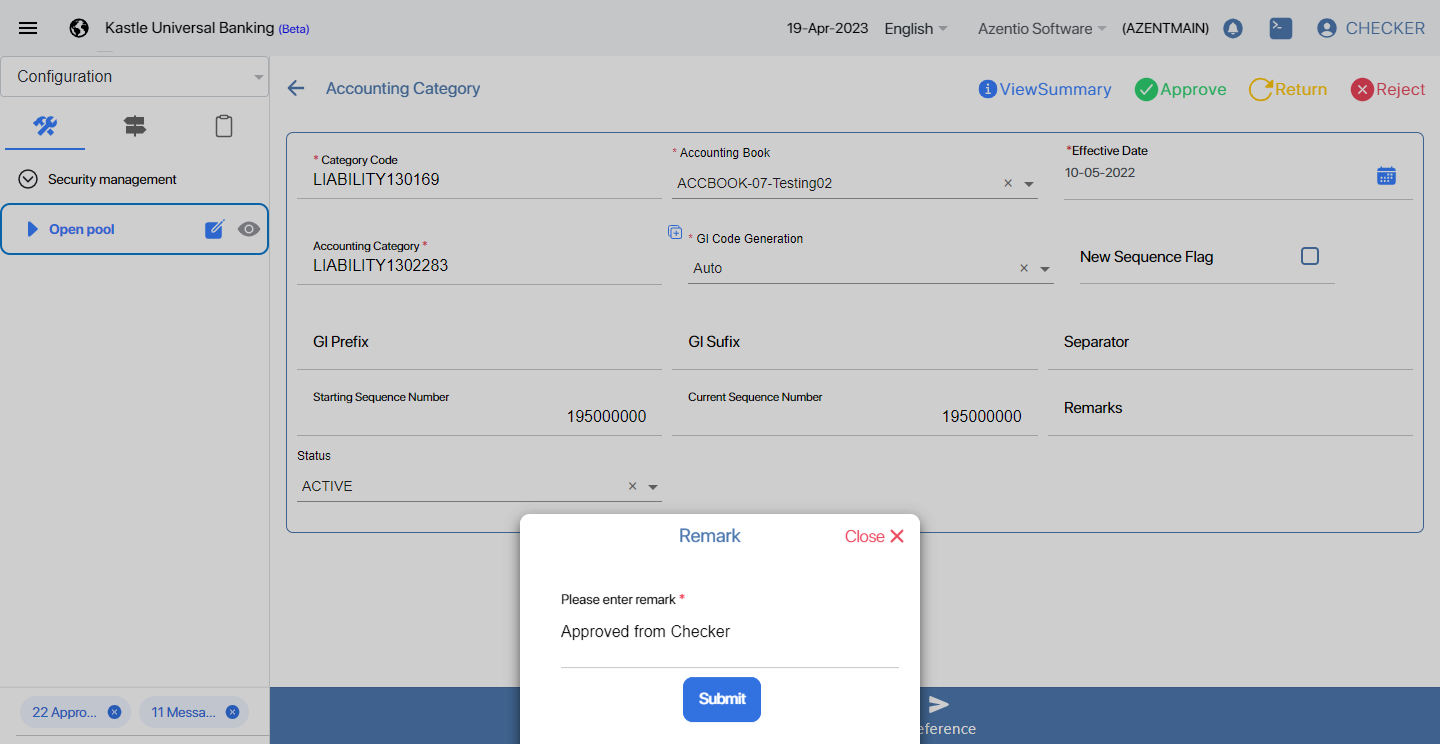 Kastle Universal Banking (Beta)
19-Apr-2023
English
Azentio Software
(AZENTMAIN)
CHECKER
Configuration
Accounting Category
ViewSummary
Approve
Return
Reject
Security management
Open pool
* Category Code
LIABILITY130169
* Accounting Book
ACCBOOK-07-Testing02
*Effective Date
10-05-2022
Accounting Category *
LIABILITY1302283
* GI Code Generation
Auto
New Sequence Flag
GI Prefix
GI Sufix
Separator
Starting Sequence Number
195000000
Current Sequence Number
195000000
Remarks
Status
ACTIVE
Remark
Close
Please enter remark *
Approved from Checker
Submit
22 Appro...
11 Messa...
eference